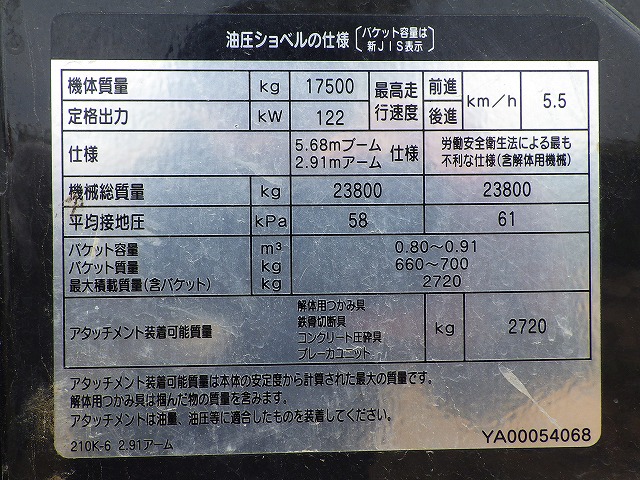 油圧ショベルの仕様〔バケット容量は
新JIS表示〕
機体質量 kg 17500 最高走行速度 前進 後進 km/h 5.5
定格出力 kW 122
仕様 5.68mブーム 2.91mアーム 仕様 労働安全衛生法による最も
不利な仕様(含解体用機械)
機械総質量 kg 23800 23800
平均接地圧 kPa 58 61
バケット容量 m³ 0.80～0.91
バケット質量 kg 660～700
最大積載質量(含バケット) kg 2720
アタッチメント装着可能質量 解体用つかみ具
鉄骨切断具
コンクリート圧砕具
ブレーカユニット
kg 2720
アタッチメント装着可能質量は本体の安定度から計算された最大の質量です。
解体用つかみ具は掴んだ物の質量を含みます。
アタッチメントは油量、油圧等に適合したものを装着してください。
210K-6 2.91アーム YA00054068